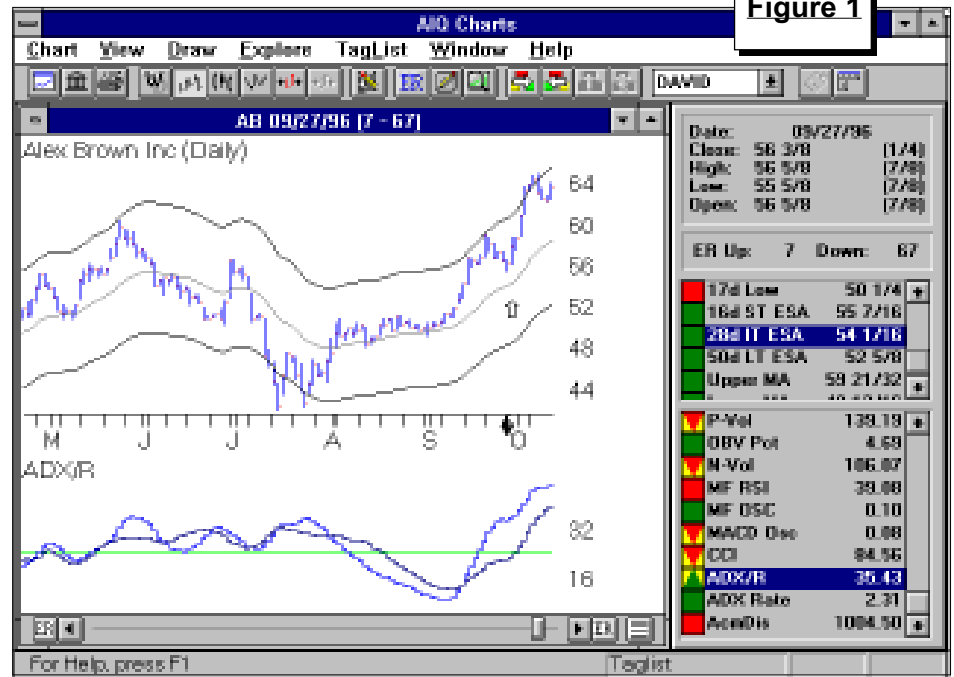 Figure 1
AIQ Charts
Chart View Draw Explore TagList Window Help
ER DAVID
AB 09/27/96 (7 - 67)
Alex Brown Inc (Daily)
64
60
56
52
48
44
M J J A S O
ADX/R
32
16
ER ER
Date: 09/27/96
Close: 56 3/8 (1/4)
High: 56 5/8 (7/8)
Low: 55 5/8 (7/8)
Open: 56 5/8 (7/8)
ER Up: 7 Down: 67
17d Low 50 1/4
16d ST ESA 55 7/16
28d IT ESA 54 1/16
50d LT ESA 52 5/8
Upper MA 59 21/32
P-Vol 139.19
OBV Pct 4.69
N-Vol 106.07
MF RSI 39.08
MF OSC 0.10
MACD Osc 0.08
CCI 84.56
ADX/R 35.43
ADX Rate 2.31
AcmDis 1004.50
For Help, press F1 Taglist